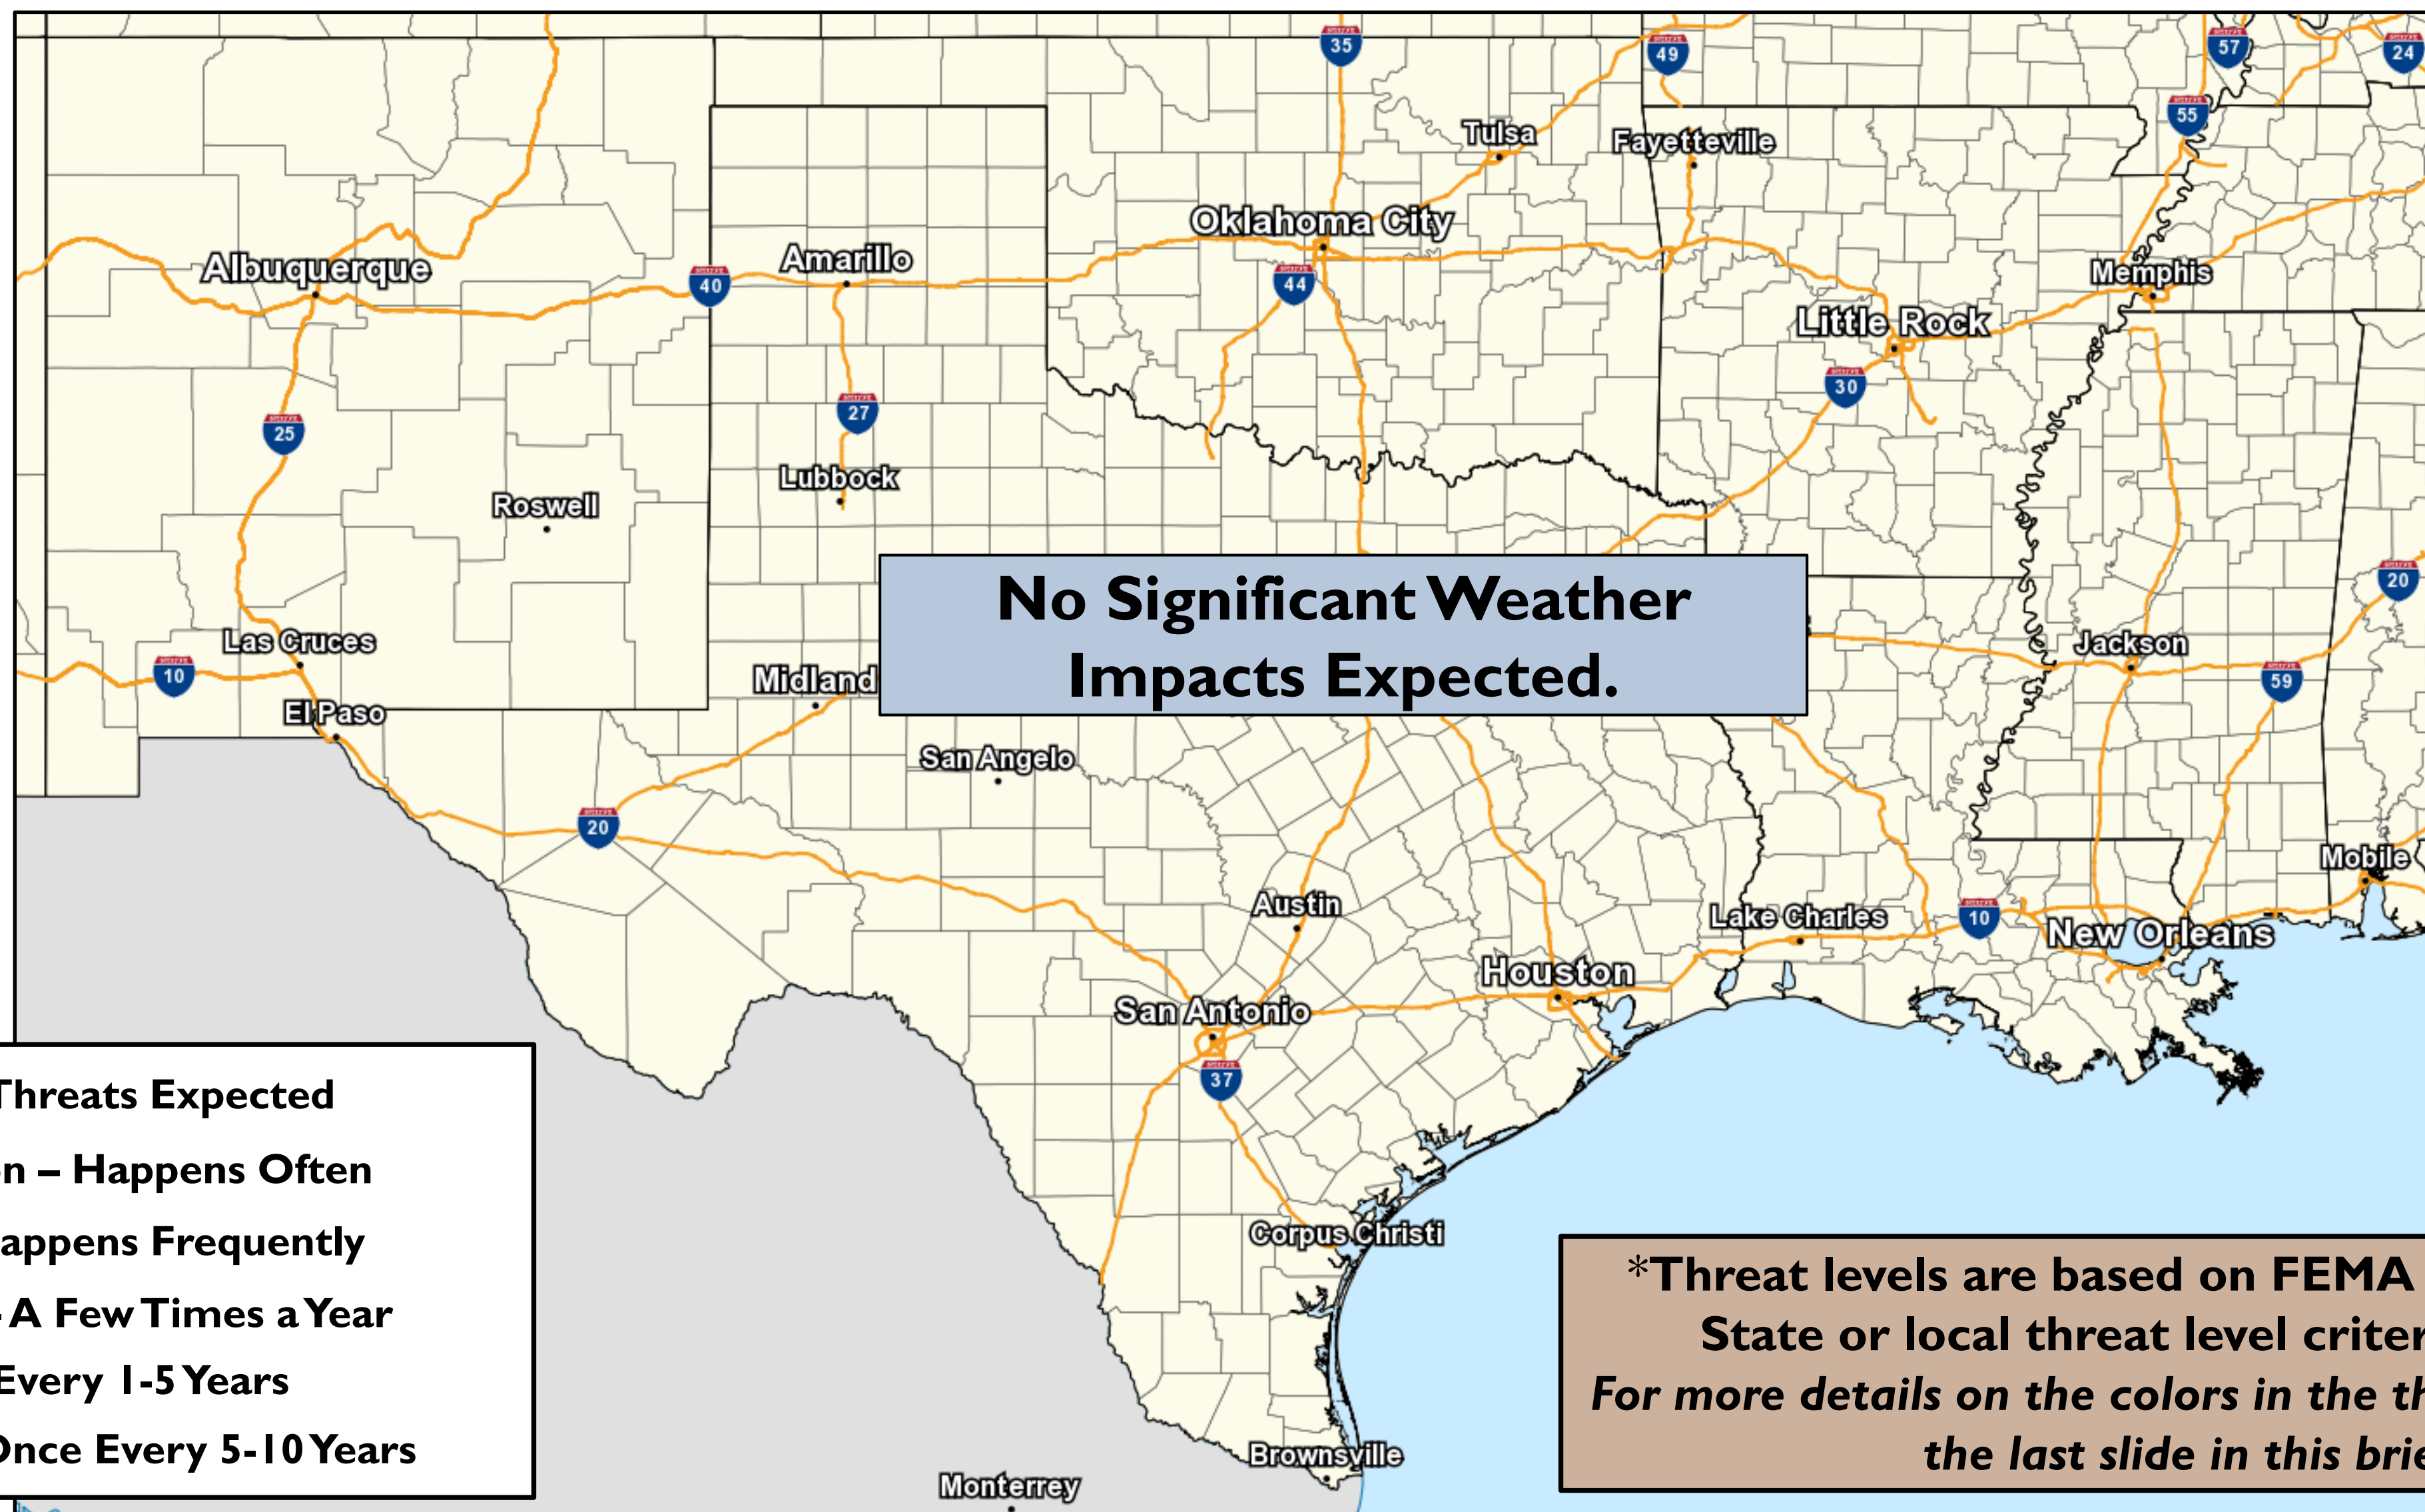 35
49
57
24
55
Tulsa
Fayetteville
Oklahoma City
Albuquerque
Amarillo
40
44
Memphis
Little Rock
30
27
25
Lubbock
Roswell
No Significant Weather
Impacts Expected.
20
Las Cruces
Jackson
10
Midland
59
El Paso
San Angelo
20
Mobile
Austin
Lake Charles
10
New Orleans
Houston
San Antonio
37
Corpus Christi
Brownsville
Monterrey
Threats Expected
n – Happens Often
appens Frequently
- A Few Times a Year
Every 1-5 Years
Once Every 5-10 Years
*Threat levels are based on FEMA
State or local threat level criter
For more details on the colors in the th
the last slide in this brie